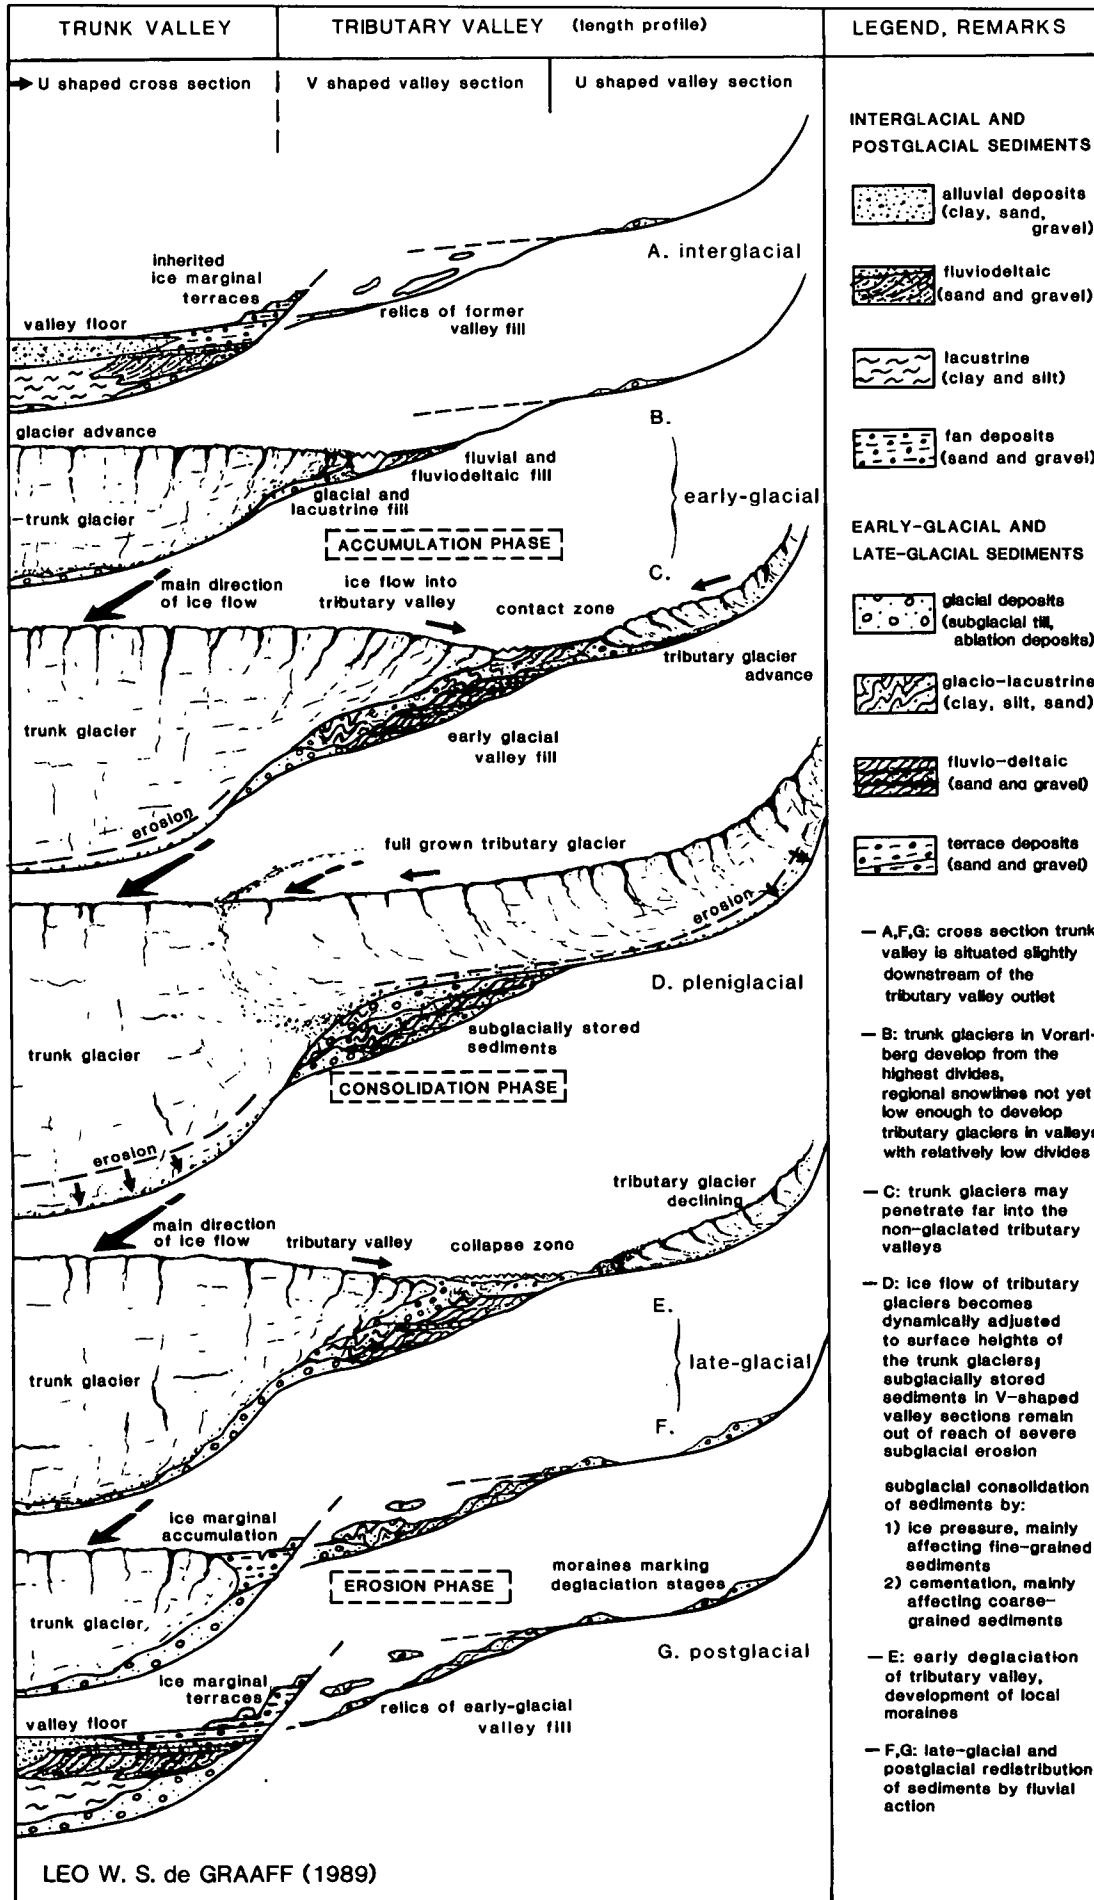 TRUNK VALLEY
TRIBUTARY VALLEY (length profile)
LEGEND, REMARKS
U shaped cross section
V shaped valley section
U shaped valley section
A. interglacial
inherited
ice marginal
terraces
valley floor
relics of former
valley fill
B.
glacier advance
fluvial and
fluviodeltaic fill
glacial and
lacustrine fill
trunk glacier
early-glacial
ACCUMULATION PHASE
C.
main direction
of ice flow
ice flow into
tributary valley
contact zone
tributary glacier
advance
trunk glacier
early glacial
valley fill
erosion
full grown tributary glacier
erosion
D. pleniglacial
subglacially stored
sediments
trunk glacier
CONSOLIDATION PHASE
erosion
tributary glacier
declining
main direction
of ice flow
tributary valley
collapse zono
E.
late-glacial
trunk glacier
F.
ice marginal
accumulation
EROSION PHASE
moraines marking
deglaciation stages
trunk glacier
G. postglacial
ice marginal
terraces
valley floor
relics of early-glacial
valley fill
LEO W. S. de GRAAFF (1989)
INTERGLACIAL AND
POSTGLACIAL SEDIMENTS
alluvial deposits
(clay, sand,
gravel)
fluviodeltaic
(sand and gravel)
lacustrine
(clay and silt)
fan deposits
(sand and gravel)
EARLY-GLACIAL AND
LATE-GLACIAL SEDIMENTS
glacial deposits
(subglacial till,
ablation deposits)
glacio-lacustrine
(clay, silt, sand)
fluvio-deltaic
(sand and gravel)
terrace deposits
(sand and gravel)
— A,F,G: cross section trunk
valley is situated slightly
downstream of the
tributary valley outlet
— B: trunk glaciers in Vorarl-
berg develop from the
highest divides,
regional snowlines not yet
low enough to develop
tributary glaciers in valleys
with relatively low divides
— C: trunk glaciers may
penetrate far into the
non-glaciated tributary
valleys
— D: ice flow of tributary
glaciers becomes
dynamically adjusted
to surface heights of
the trunk glaciers;
subglacially stored
sediments in V-shaped
valley sections remain
out of reach of severe
subglacial erosion
subglacial consolidation
of sediments by:
1) ice pressure, mainly
affecting fine-grained
sediments
2) cementation, mainly
affecting coarse-
grained sediments
— E: early deglaciation
of tributary valley,
development of local
moraines
— F,G: late-glacial and
postglacial redistribution
of sediments by fluvial
action